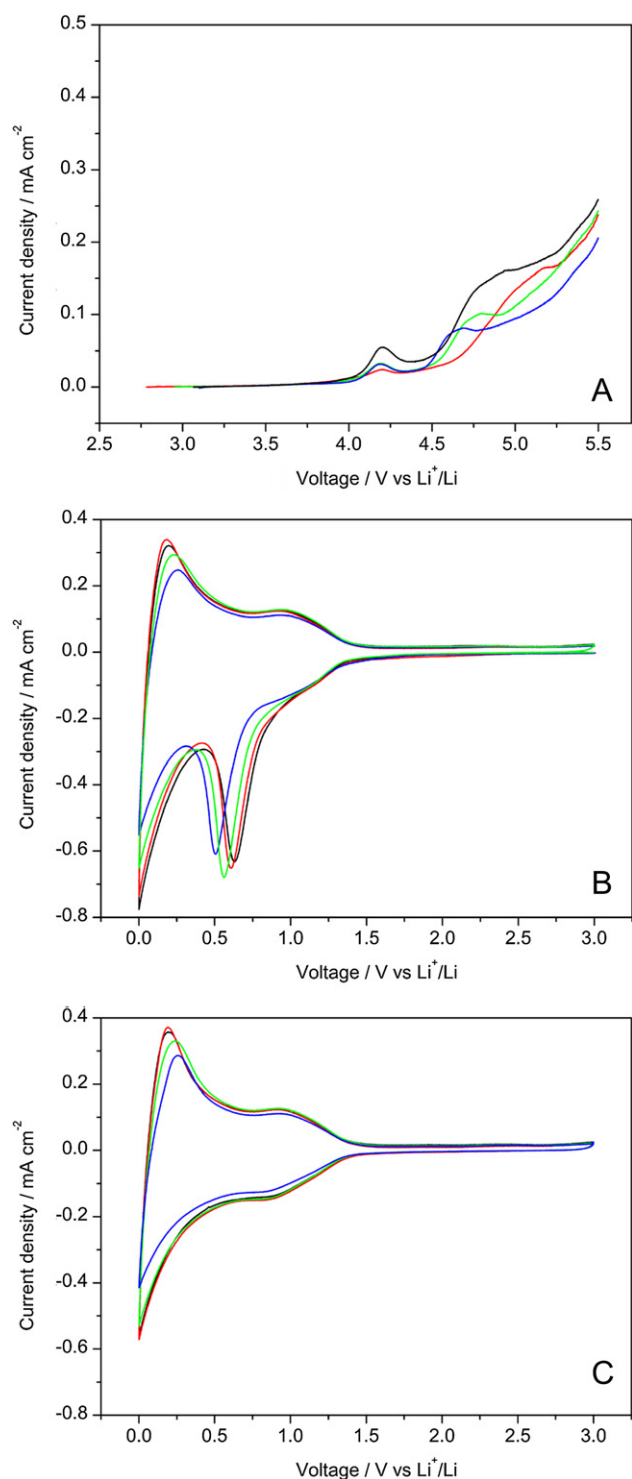 0.5
0.4
0.3
0.2
0.1
0.0
Current density / mA cm⁻²
A
2.5 3.0 3.5 4.0 4.5 5.0 5.5
Voltage / V vs Li⁺/Li
0.4
0.2
0.0
-0.2
-0.4
-0.6
-0.8
Current density / mA cm⁻²
B
0.0 0.5 1.0 1.5 2.0 2.5 3.0
Voltage / V vs Li⁺/Li
0.4
0.2
0.0
-0.2
-0.4
-0.6
-0.8
Current density / mA cm⁻²
C
0.0 0.5 1.0 1.5 2.0 2.5 3.0
Voltage / V vs Li⁺/Li